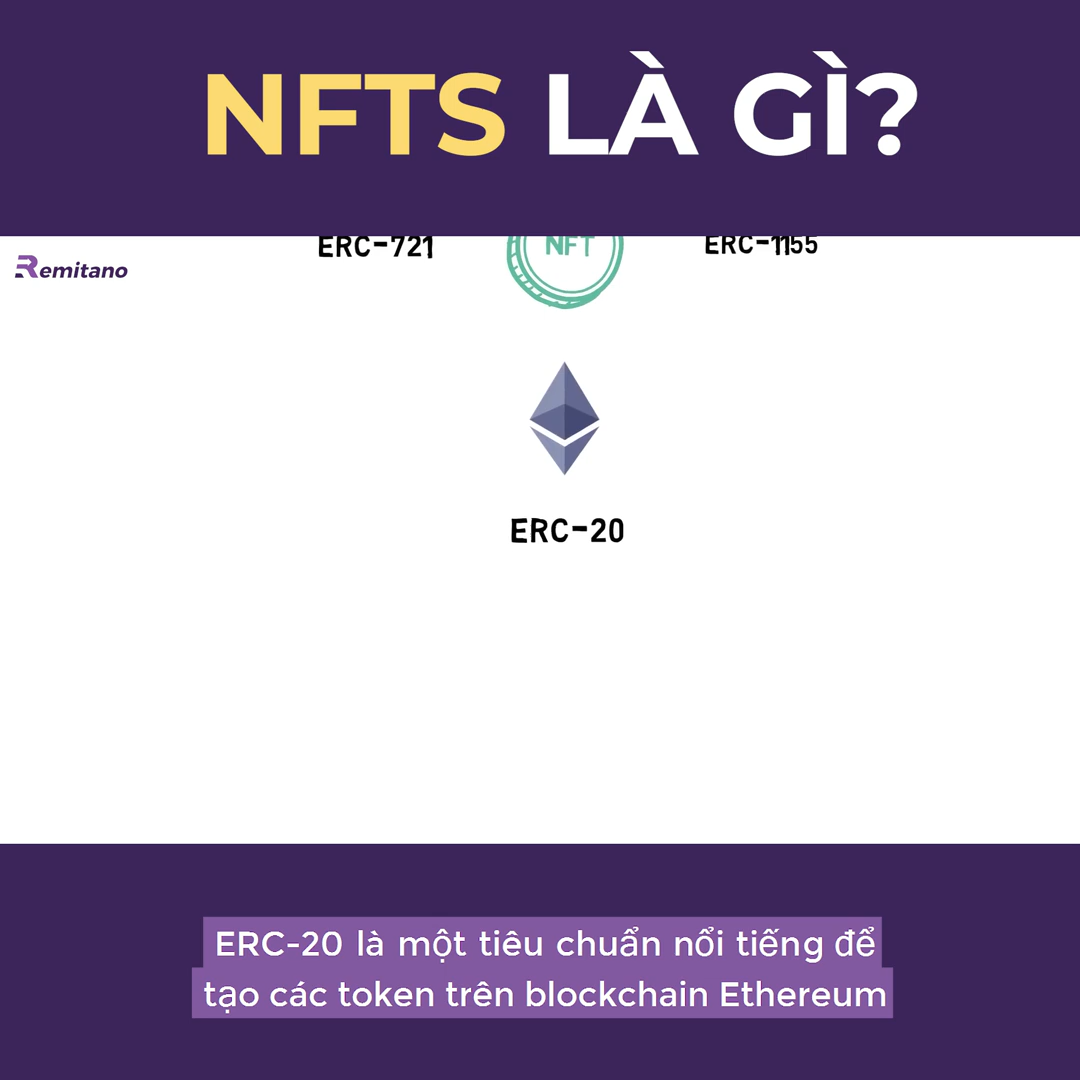 NFTS LÀ GÌ?
ERC-721
NFT
ERC-1155
Remitano
ERC-20
ERC-20 là một tiêu chuẩn nổi tiếng để
tạo các token trên blockchain Ethereum